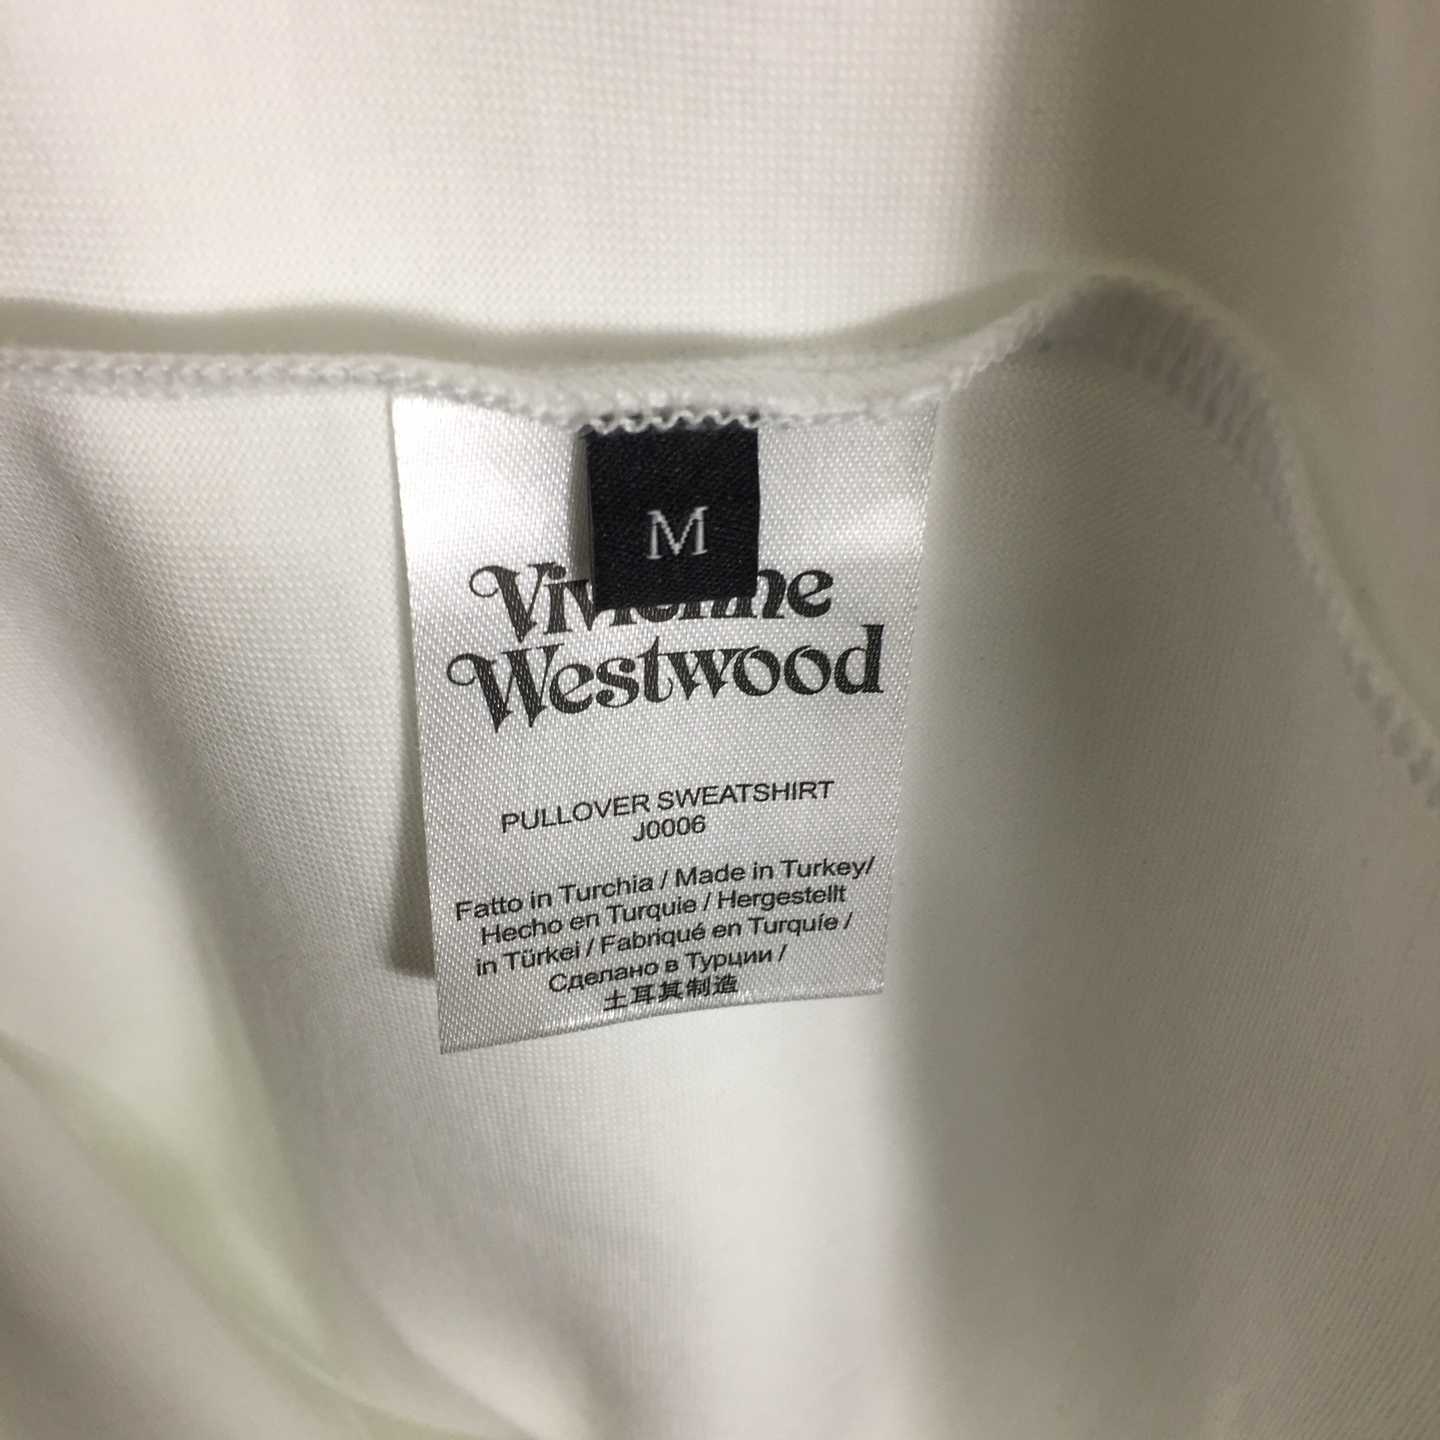 M
Vivienne
Westwood
PULLOVER SWEATSHIRT
J0006
Fatto in Turchia / Made in Turkey/
Hecho en Turquie / Hergestellt
in Türkei / Fabriqué en Turquíe /
Сделано в Турции /
土耳其制造